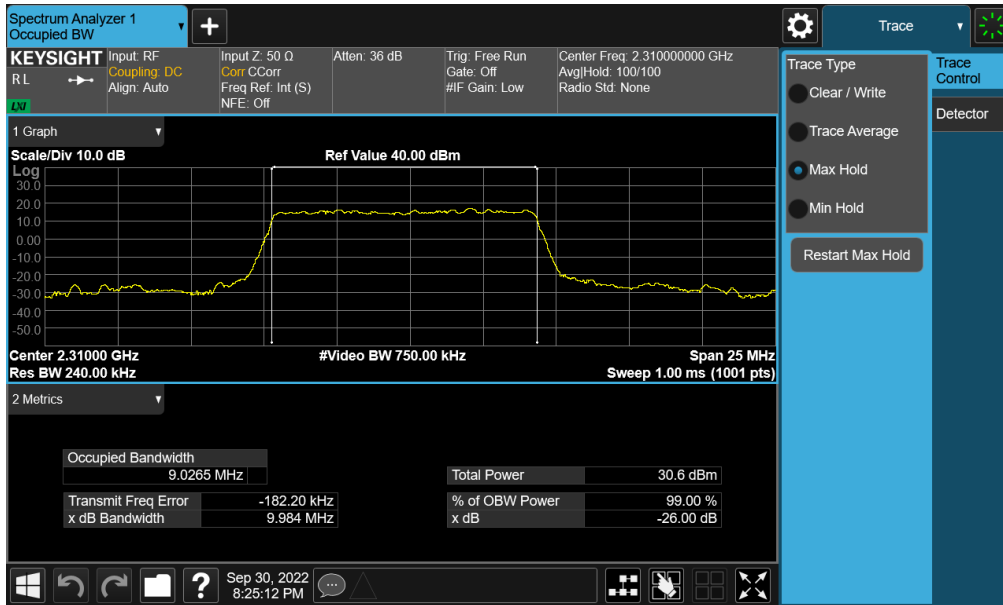 Spectrum Analyzer 1
Occupied BW
+
Trace
KEYSIGHT
R L
LXI
Input: RF
Coupling: DC
Align: Auto
Input Z: 50 Ω
Corr CCorr
Freq Ref: Int (S)
NFE: Off
Atten: 36 dB
Trig: Free Run
Gate: Off
#IF Gain: Low
Center Freq: 2.310000000 GHz
Avg|Hold: 100/100
Radio Std: None
1 Graph
Scale/Div 10.0 dB
Ref Value 40.00 dBm
Log
30.0
20.0
10.0
0.00
-10.0
-20.0
-30.0
-40.0
-50.0
Center 2.31000 GHz
#Video BW 750.00 kHz
Span 25 MHz
Res BW 240.00 kHz
Sweep 1.00 ms (1001 pts)
2 Metrics
Occupied Bandwidth
9.0265 MHz
Total Power 30.6 dBm
Transmit Freq Error -182.20 kHz
% of OBW Power 99.00 %
x dB Bandwidth 9.984 MHz
x dB -26.00 dB
?
Sep 30, 2022
8:25:12 PM
Trace Type
Clear / Write
Trace Average
Max Hold
Min Hold
Restart Max Hold
Trace
Control
Detector